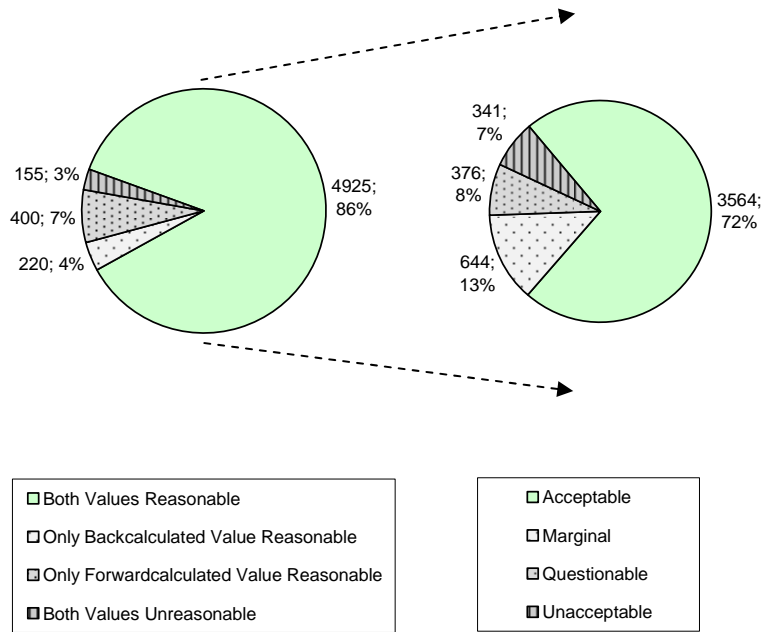 155; 3%
400; 7%
220; 4%
4925;
86%
341;
7%
376;
8%
644;
13%
3564;
72%
Both Values Reasonable
Only Backcalculated Value Reasonable
Only Forwardcalculated Value Reasonable
Both Values Unreasonable
Acceptable
Marginal
Questionable
Unacceptable